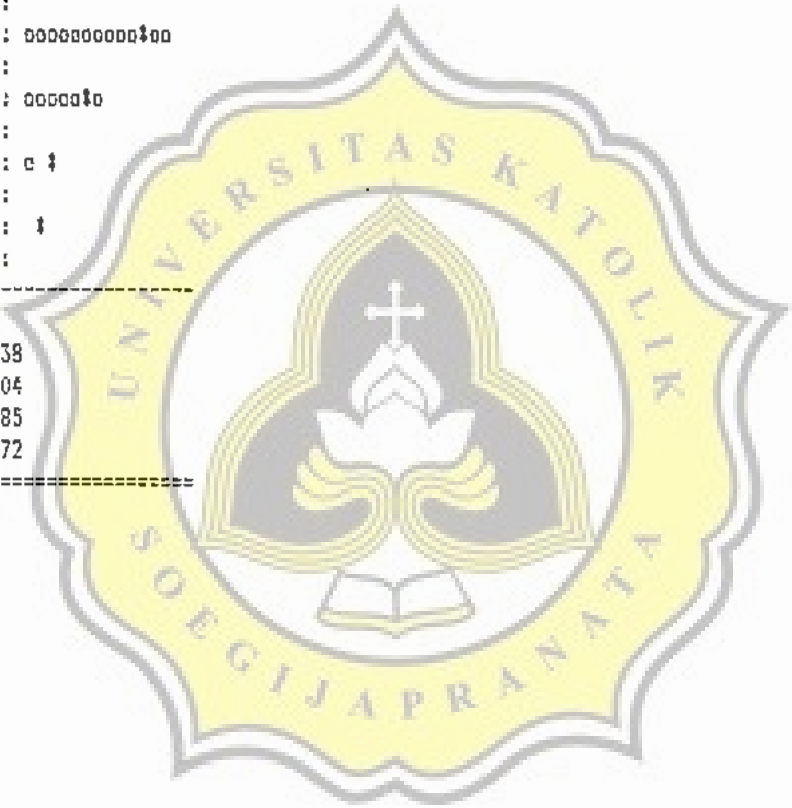 :
: oooooooooo‡oo
:
: ooooo‡o
:
: c ‡
:
: ‡
:
--------------------
38
04
85
72
====================
UNIVERSITAS KATOLIK
SOEGIJAPRANATA